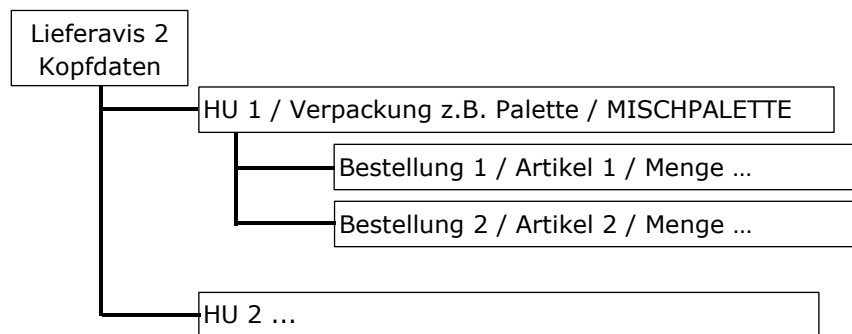 Lieferavis 2
Kopfdaten
HU 1 / Verpackung z.B. Palette / MISCHPALETTE
Bestellung 1 / Artikel 1 / Menge …
Bestellung 2 / Artikel 2 / Menge …
HU 2 ...